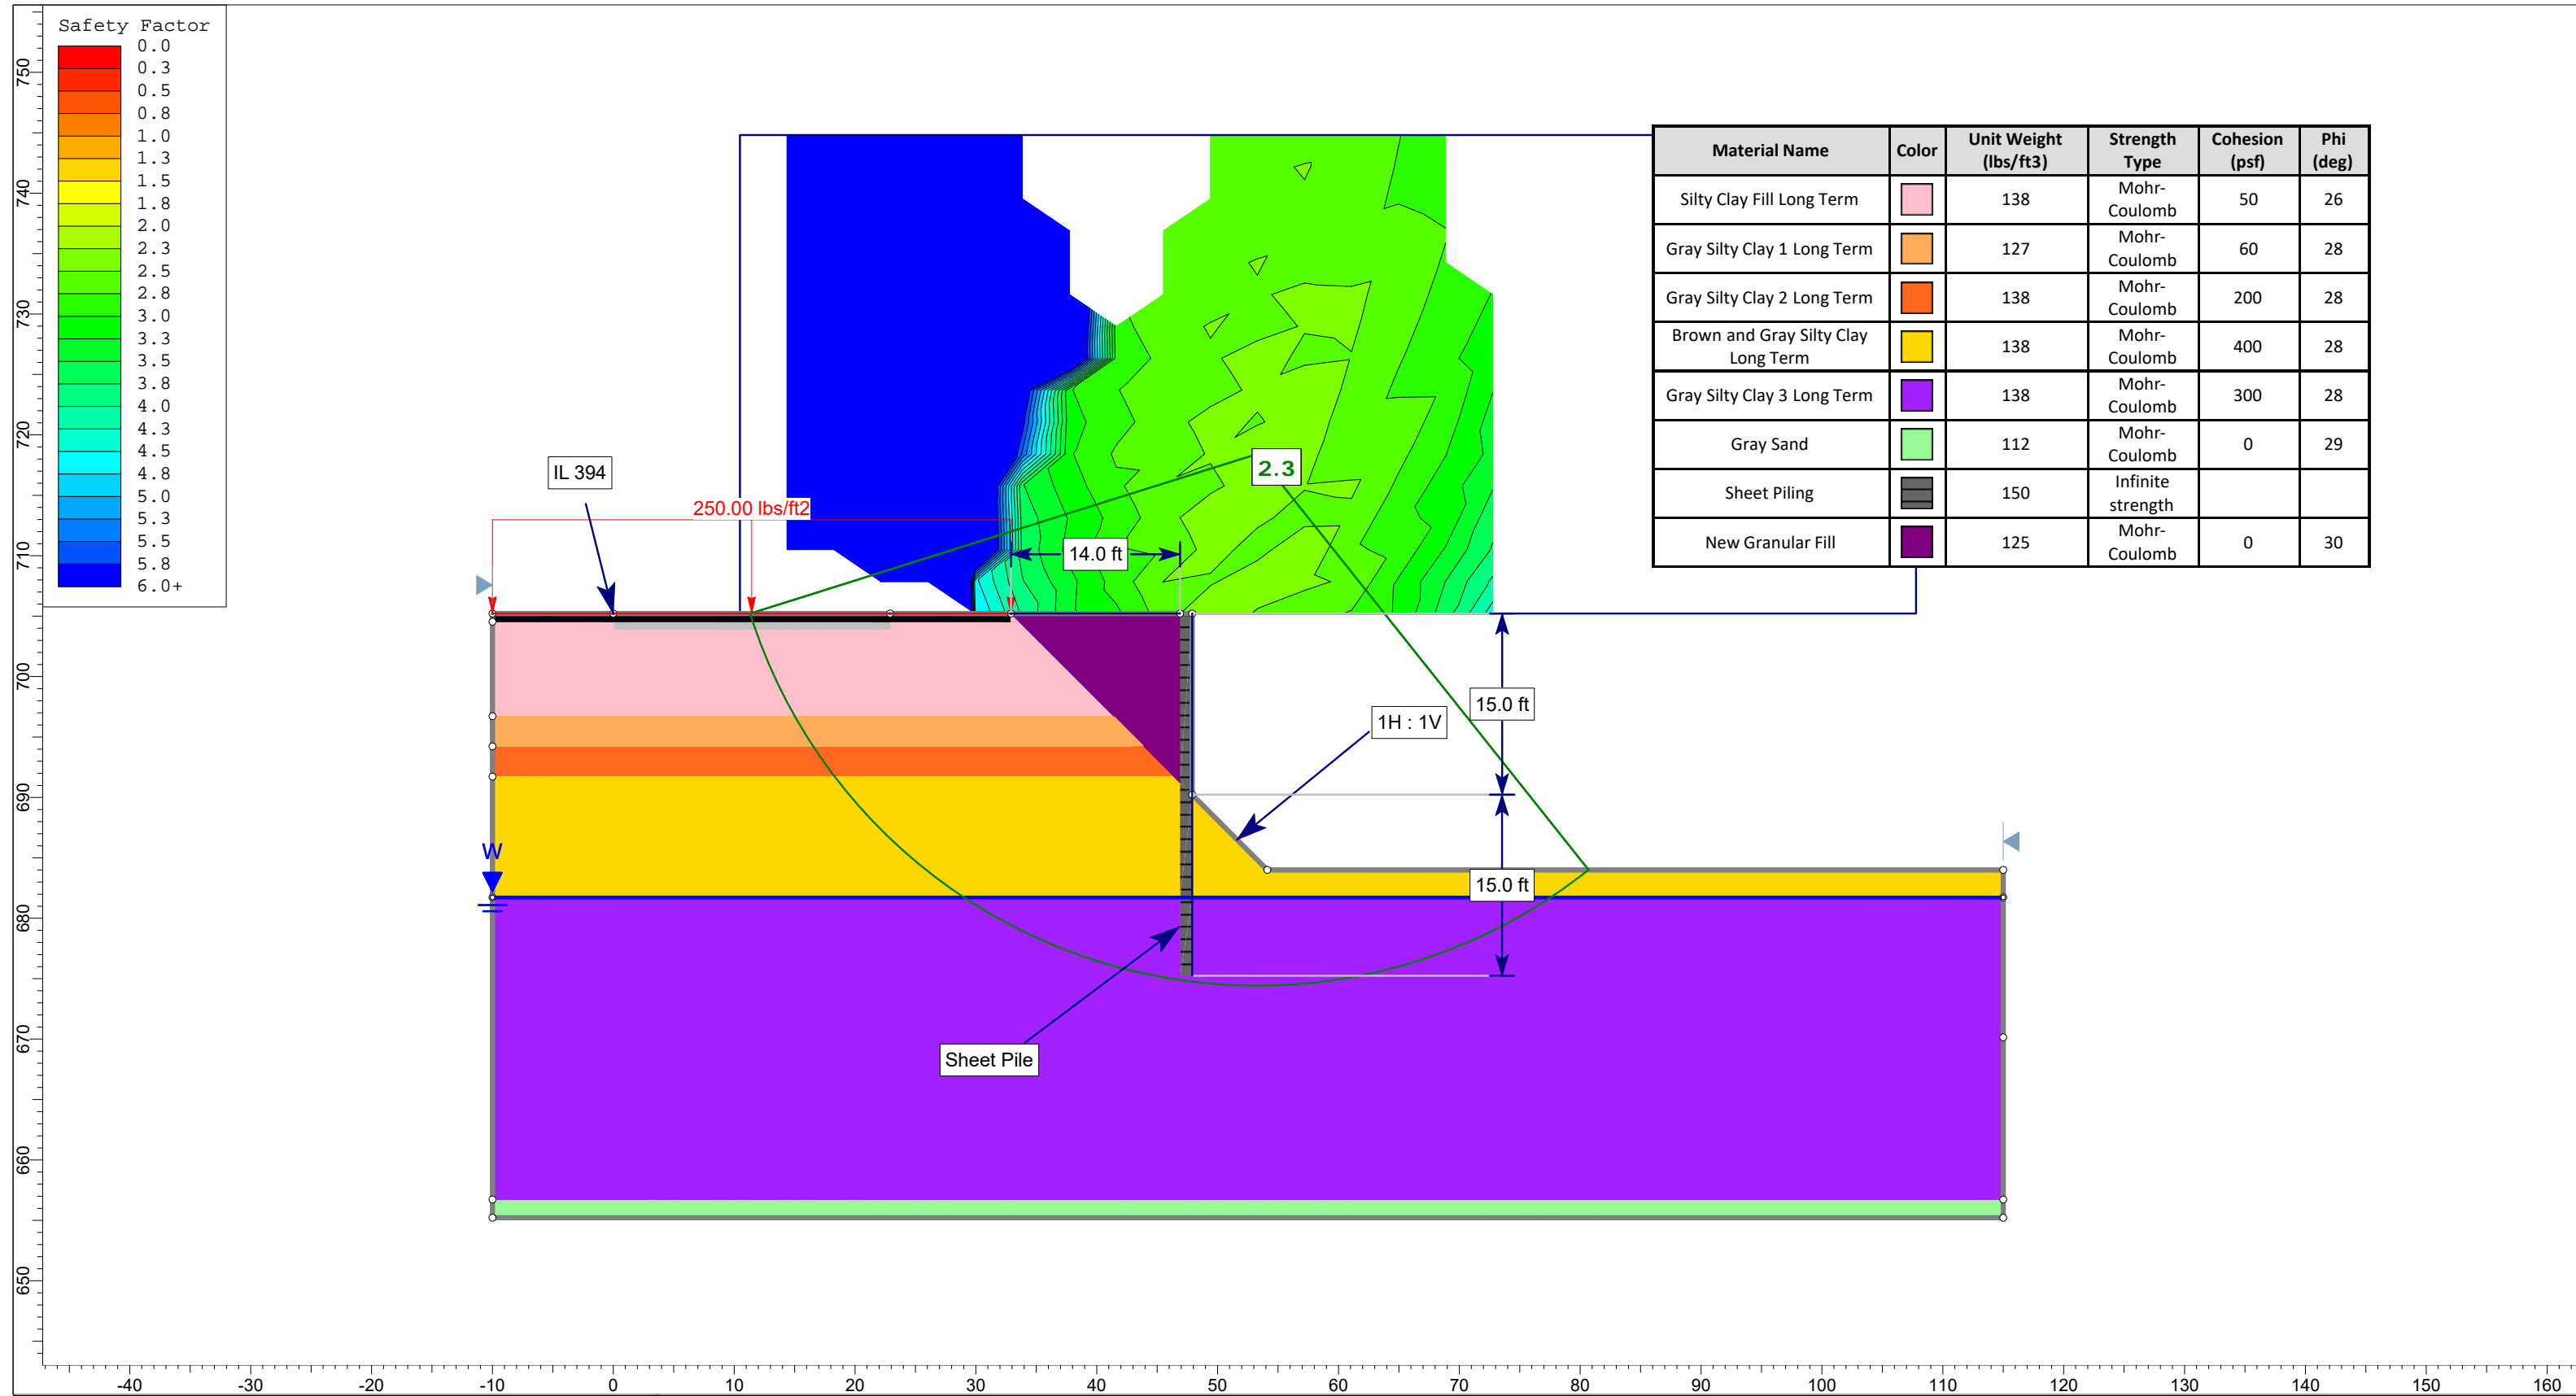 Safety Factor
0.0
0.3
0.5
0.8
1.0
1.3
1.5
1.8
2.0
2.3
2.5
2.8
3.0
3.3
3.5
3.8
4.0
4.3
4.5
4.8
5.0
5.3
5.5
5.8
6.0+
750
740
730
720
710
700
690
680
670
660
650
Material Name Color Unit Weight (lbs/ft3) Strength Type Cohesion (psf) Phi (deg)
Silty Clay Fill Long Term 138 Mohr-Coulomb 50 26
Gray Silty Clay 1 Long Term 127 Mohr-Coulomb 60 28
Gray Silty Clay 2 Long Term 138 Mohr-Coulomb 200 28
Brown and Gray Silty Clay Long Term 138 Mohr-Coulomb 400 28
Gray Silty Clay 3 Long Term 138 Mohr-Coulomb 300 28
Gray Sand 112 Mohr-Coulomb 0 29
Sheet Piling 150 Infinite strength
New Granular Fill 125 Mohr-Coulomb 0 30
2.3
IL 394
250.00 lbs/ft2
14.0 ft
15.0 ft
1H : 1V
W
15.0 ft
Sheet Pile
-40 -30 -20 -10 0 10 20 30 40 50 60 70 80 90 100 110 120 130 140 150 160